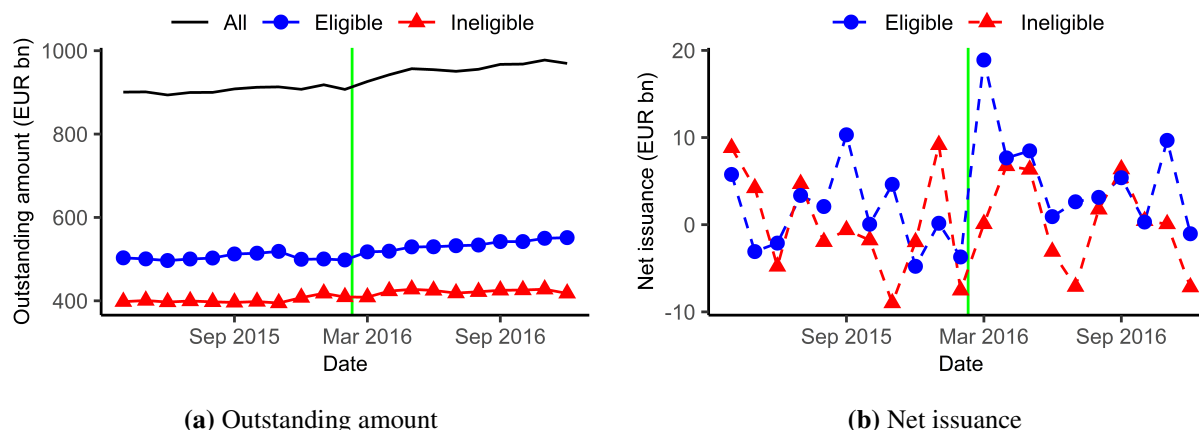 All Eligible Ineligible
Outstanding amount (EUR bn)
1000
800
600
400
Sep 2015 Mar 2016 Sep 2016
Date
(a) Outstanding amount
Eligible Ineligible
Net issuance (EUR bn)
20
10
0
-10
Sep 2015 Mar 2016 Sep 2016
Date
(b) Net issuance